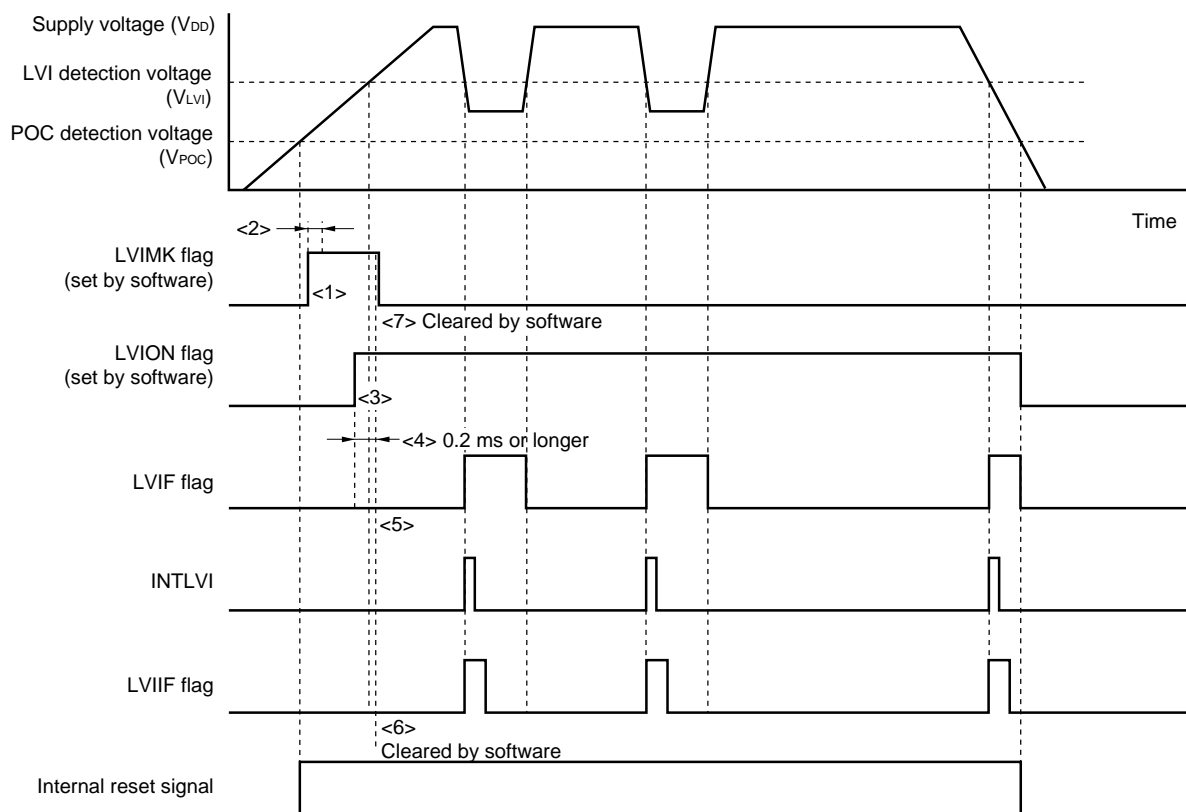 Supply voltage (VDD)
LVI detection voltage
(VLVI)
POC detection voltage
(VPOC)
Time
<2>
LVIMK flag
(set by software)
<1>
<7> Cleared by software
LVION flag
(set by software)
<3>
<4> 0.2 ms or longer
LVIF flag
<5>
INTLVI
LVIIF flag
<6>
Cleared by software
Internal reset signal